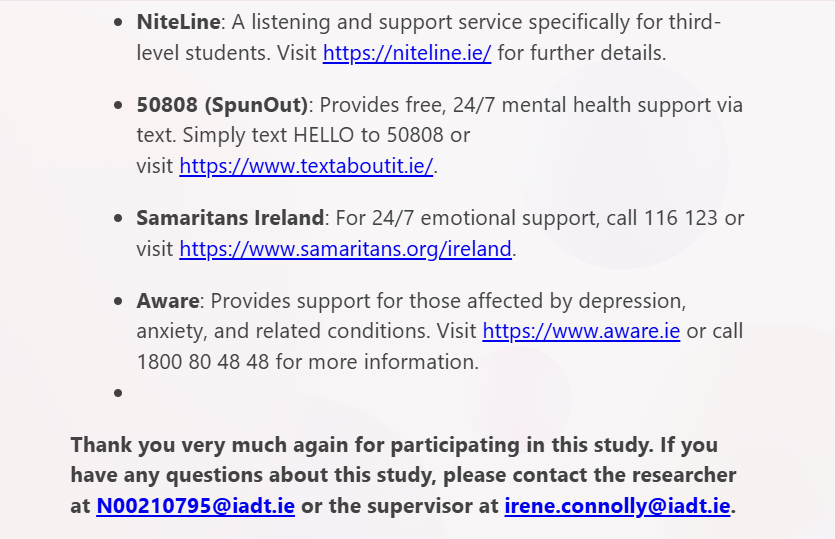 • NiteLine: A listening and support service specifically for third-
level students. Visit https://niteline.ie/ for further details.
• 50808 (SpunOut): Provides free, 24/7 mental health support via
text. Simply text HELLO to 50808 or
visit https://www.textaboutit.ie/.
• Samaritans Ireland: For 24/7 emotional support, call 116 123 or
visit https://www.samaritans.org/ireland.
• Aware: Provides support for those affected by depression,
anxiety, and related conditions. Visit https://www.aware.ie or call
1800 80 48 48 for more information.
•
Thank you very much again for participating in this study. If you
have any questions about this study, please contact the researcher
at N00210795@iadt.ie or the supervisor at irene.connolly@iadt.ie.